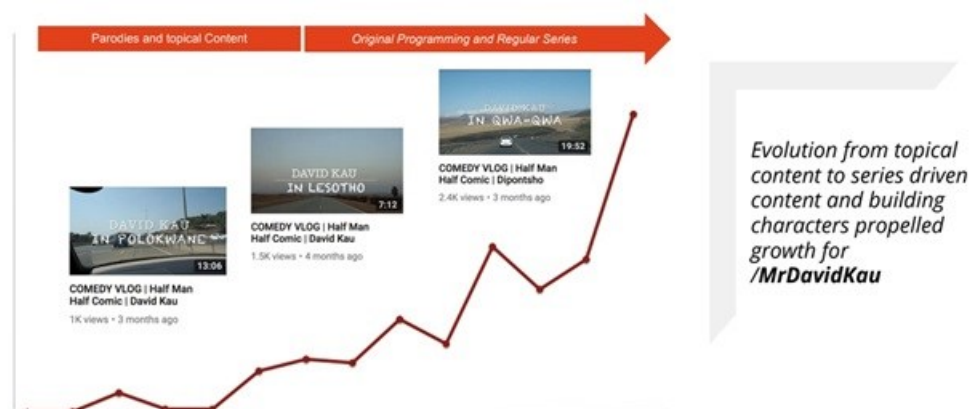 Parodies and topical Content
Original Programming and Regular Series
DAVID KAU
IN POLOKWANE
13:06
COMEDY VLOG | Half Man
Half Comic | David Kau
1K views • 3 months ago
DAVID KAU
IN LESOTHO
7:12
COMEDY VLOG | Half Man
Half Comic | David Kau
1.5K views • 4 months ago
DAVID KAU
IN QWA-QWA
19:52
COMEDY VLOG | Half Man
Half Comic | Dipontsho
2.4K views • 3 months ago
Evolution from topical
content to series driven
content and building
characters propelled
growth for
/MrDavidKau